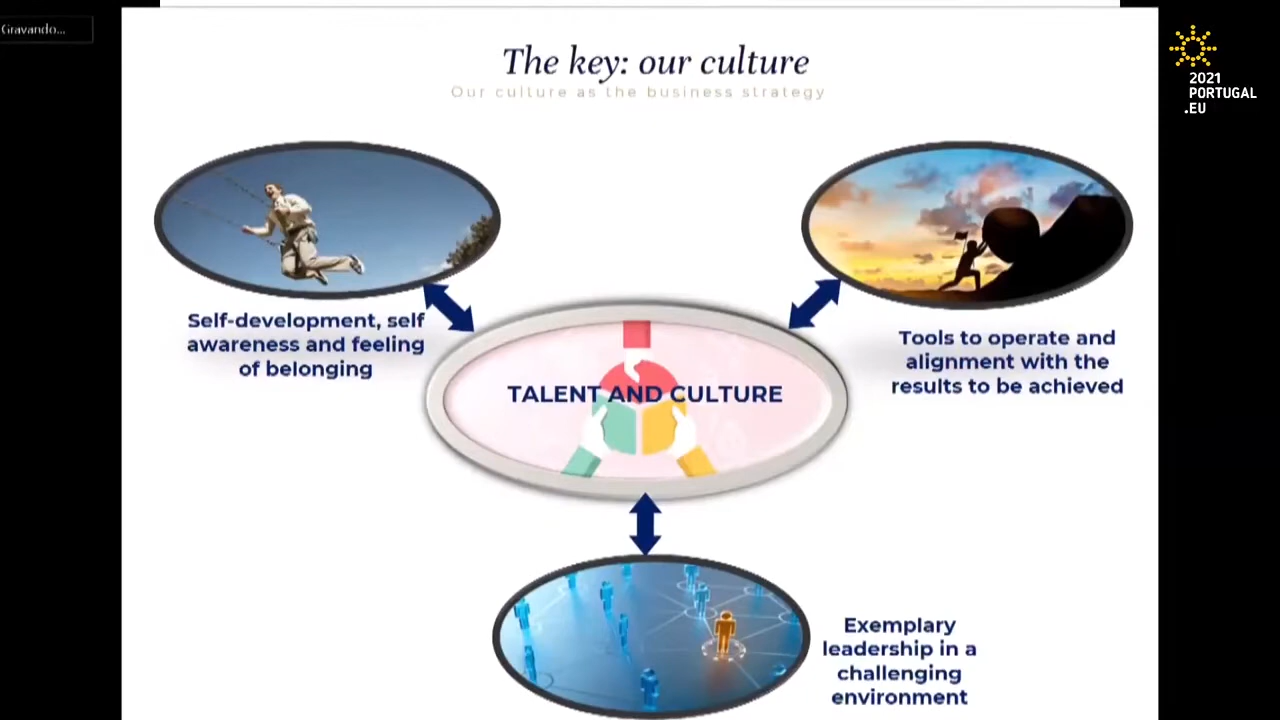 Gravando...
The key: our culture
Our culture as the business strategy
2021
PORTUGAL
.EU
Self-development, self
awareness and feeling
of belonging
Tools to operate and
alignment with the
results to be achieved
TALENT AND CULTURE
Exemplary
leadership in a
challenging
environment